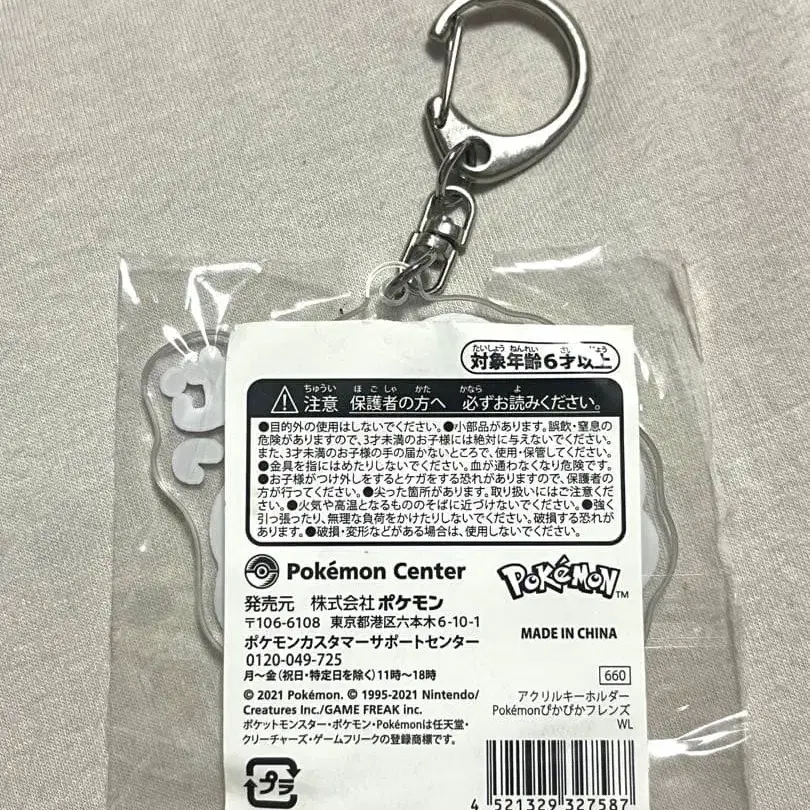 たいしょう ねんれい さい いじょう
対象年齢6才以上
ちゅうい ほごしゃ かた かなら よ
注意 保護者の方へ 必ずお読みください。
●目的外の使用はしないでください。●小部品があります。誤飲・窒息の
危険がありますので、3才未満のお子様には絶対に与えないでください。
また、3才未満のお子様の手の届かないところで、使用・保管してください。
●金具を指にはめたりしないでください。血が通わなくなり危険です。
●お子様がつけ外しをするとケガをする恐れがありますので、保護者の
方が行ってください。●尖った箇所があります。取り扱いにはご注意くだ
さい。●火気や高温となるもののそばに近づけないでください。●強く
引っ張ったり、無理な負荷をかけたりしないでください。破損する恐れが
あります。●破損・変形などがある場合は、使用しないでください。
Pokémon Center
POKéMON™
発売元 株式会社ポケモン
〒106-6108 東京都港区六本木6-10-1
MADE IN CHINA
ポケモンカスタマーサポートセンター
0120-049-725
月～金(祝日・特定日を除く)11時～18時
660
© 2021 Pokémon. © 1995-2021 Nintendo/
Creatures Inc./GAME FREAK inc.
ポケットモンスター・ポケモン・Pokémonは任天堂・
クリーチャーズ・ゲームフリークの登録商標です。
アクリルキーホルダー
Pokémonぴかぴかフレンズ
WL
プラ
4 521329 327587